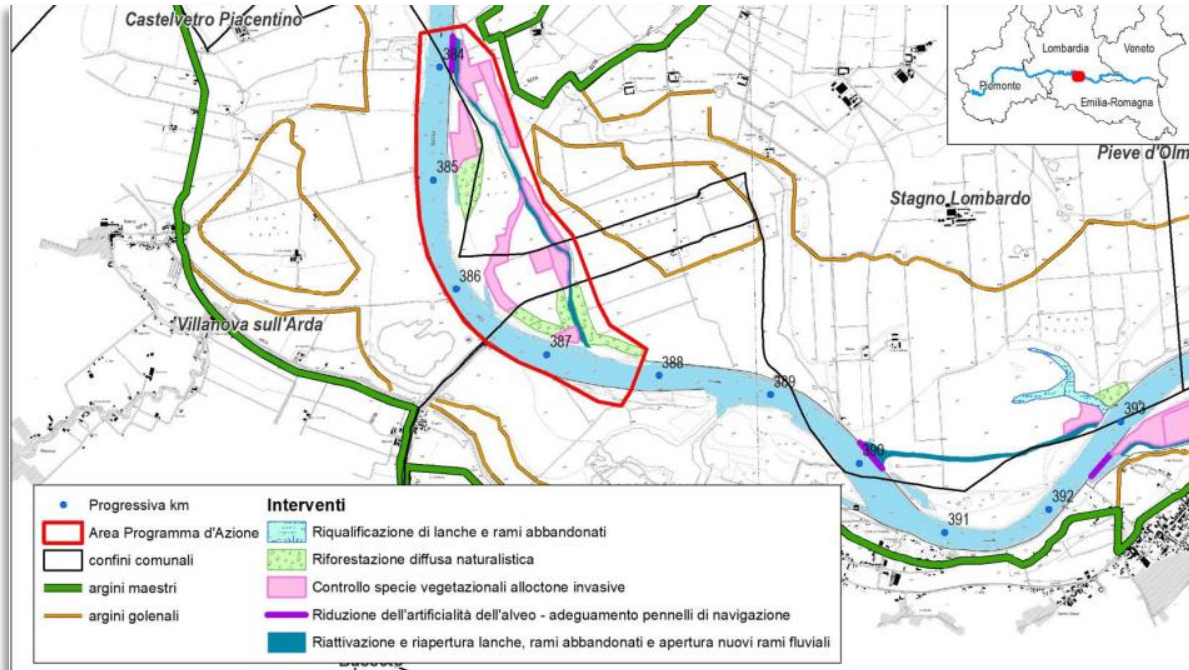 Castelvetro Piacentino
Lombardia
Veneto
Piemonte
Emilia-Romagna
384
Pieve d'Olm
385
Stagno Lombardo
386
Villanova sull'Arda
387
388
389
393
390
392
391
Progressiva km
Area Programma d'Azione
confini comunali
argini maestri
argini golenali
Interventi
Riqualificazione di lanche e rami abbandonati
Riforestazione diffusa naturalistica
Controllo specie vegetazionali alloctone invasive
Riduzione dell'artificialità dell'alveo - adeguamento pennelli di navigazione
Riattivazione e riapertura lanche, rami abbandonati e apertura nuovi rami fluviali